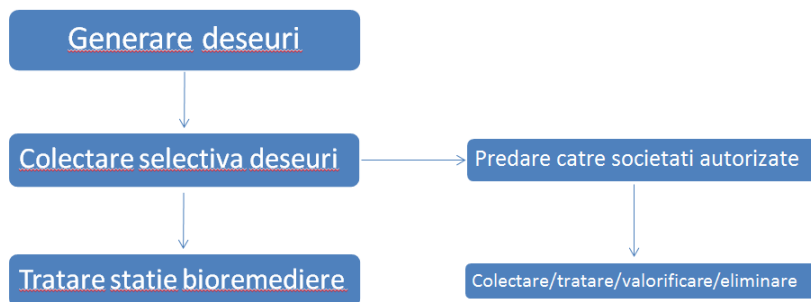 Generare deseuri
Colectare selectiva deseuri
Predare catre societati autorizate
Tratare statie bioremediere
Colectare/tratare/valorificare/eliminare